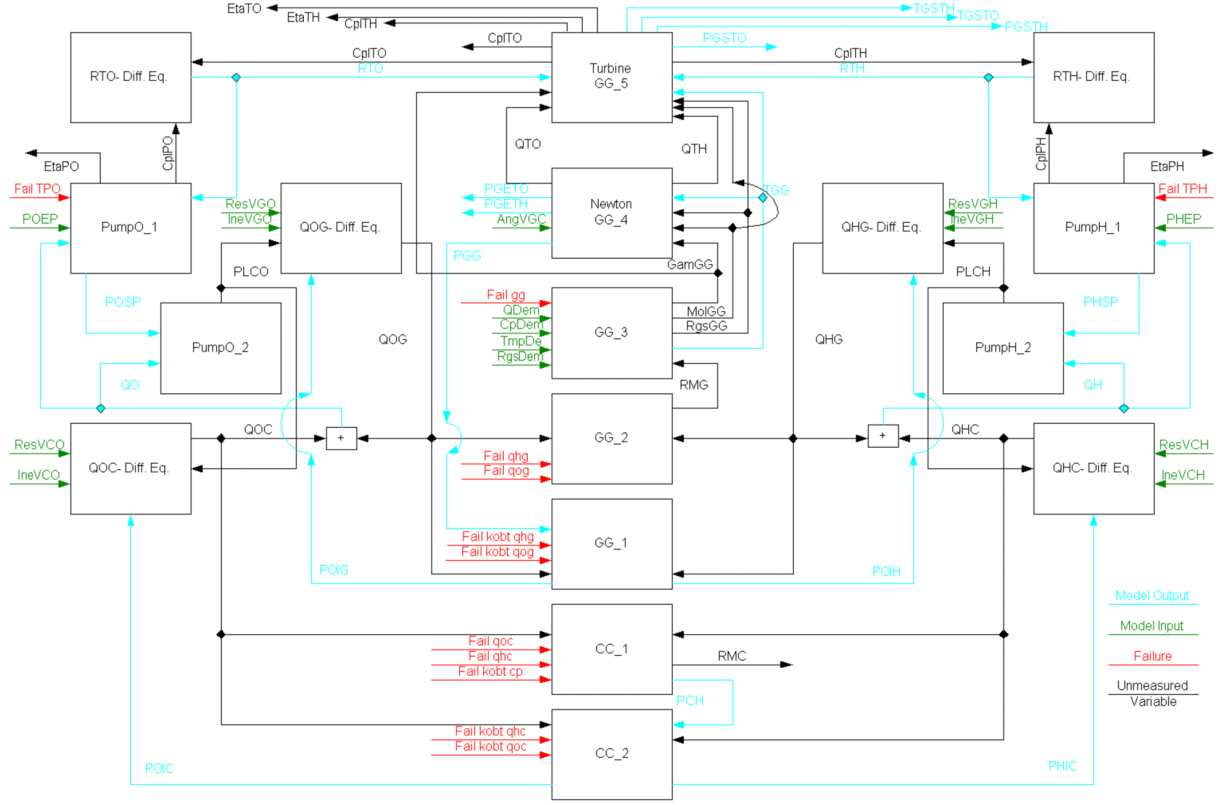 EtaTO
EtaTH
CplTH
CplTO
CplTO
RTO
TGSTH
TGSTO
PGSTH
PGSTO
CplTH
RTH
RTO- Diff. Eq.
Turbine
GG_5
RTH- Diff. Eq.
EtaPO
CplPO
QTO
QTH
CplPH
EtaPH
Fail TPO
POEP
PumpO_1
ResVGO
IneVGO
QOG- Diff. Eq.
PGETO
PGETH
AngVGC
Newton
GG_4
TGG
QHG- Diff. Eq.
ResVGH
IneVGH
PumpH_1
Fail TPH
PHEP
PLCO
PGG
GamGG
PLCH
POSP
PumpO_2
QO
QOG
Fail gg
QDem
CpDem
TmpDe
RgsDem
GG_3
MolGG
RgsGG
RMG
QHG
PumpH_2
PHSP
QH
ResVCO
IneVCO
QOC- Diff. Eq.
QOC
+
Fail qhg
Fail qog
GG_2
+
QHC
QHC- Diff. Eq.
ResVCH
IneVCH
Fail kobt qhg
Fail kobt qog
GG_1
POIG
POIH
Fail qoc
Fail qhc
Fail kobt cp
CC_1
RMC
PCH
Fail kobt qhc
Fail kobt qoc
CC_2
POIC
PHIC
Model Output
Model Input
Failure
Unmeasured
Variable